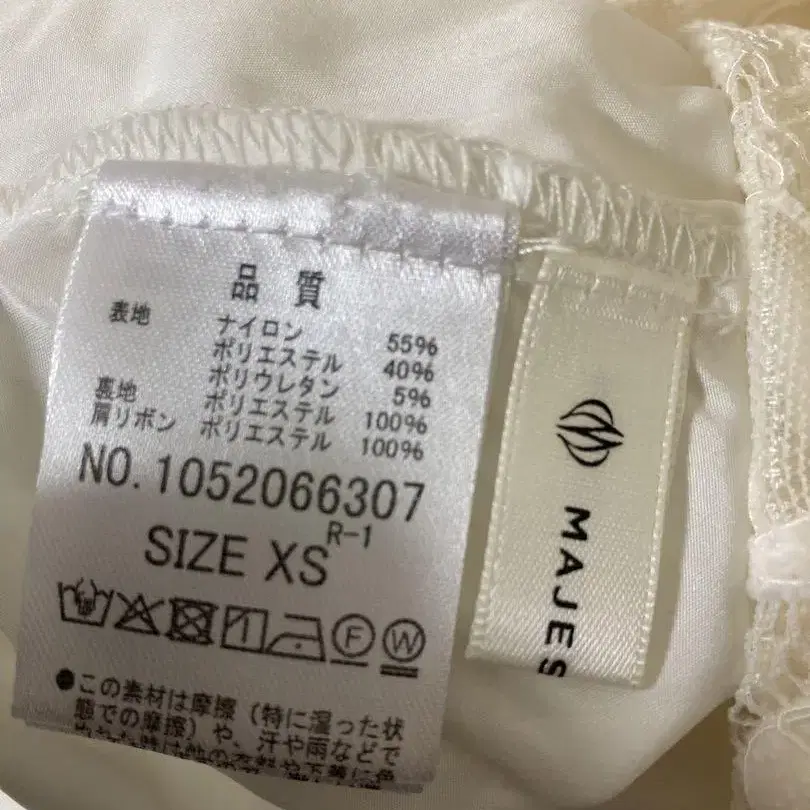 品質
表地 ナイロン 55%
ポリエステル 40%
ポリウレタン 5%
裏地 ポリエステル 100%
肩リボン ポリエステル 100%
NO.1052066307
R-1
SIZE XS
F W
●この素材は摩擦(特に湿った状
態での摩擦)や、汗や雨などで
MAJES